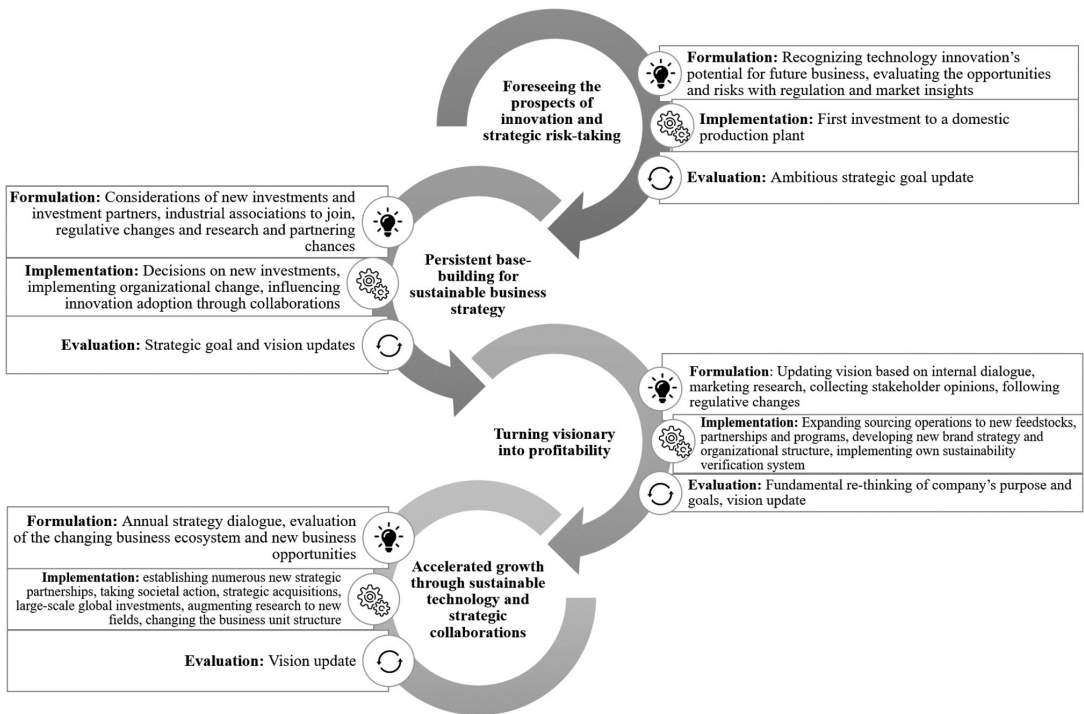 Foreseeing the
prospects of
innovation and
strategic risk-taking
Formulation: Recognizing technology innovation's
potential for future business, evaluating the opportunities
and risks with regulation and market insights
Implementation: First investment to a domestic
production plant
Evaluation: Ambitious strategic goal update
Formulation: Considerations of new investments and
investment partners, industrial associations to join,
regulative changes and research and partnering
chances
Implementation: Decisions on new investments,
implementing organizational change, influencing
innovation adoption through collaborations
Evaluation: Strategic goal and vision updates
Persistent base-
building for
sustainable business
strategy
Turning visionary
into profitability
Formulation: Updating vision based on internal dialogue,
marketing research, collecting stakeholder opinions, following
regulative changes
Implementation: Expanding sourcing operations to new feedstocks,
partnerships and programs, developing new brand strategy and
organizational structure, implementing own sustainability
verification system
Evaluation: Fundamental re-thinking of company's purpose and
goals, vision update
Formulation: Annual strategy dialogue, evaluation
of the changing business ecosystem and new business
opportunities
Implementation: establishing numerous new strategic
partnerships, taking societal action, strategic acquisitions,
large-scale global investments, augmenting research to new
fields, changing the business unit structure
Evaluation: Vision update
Accelerated growth
through sustainable
technology and
strategic
collaborations